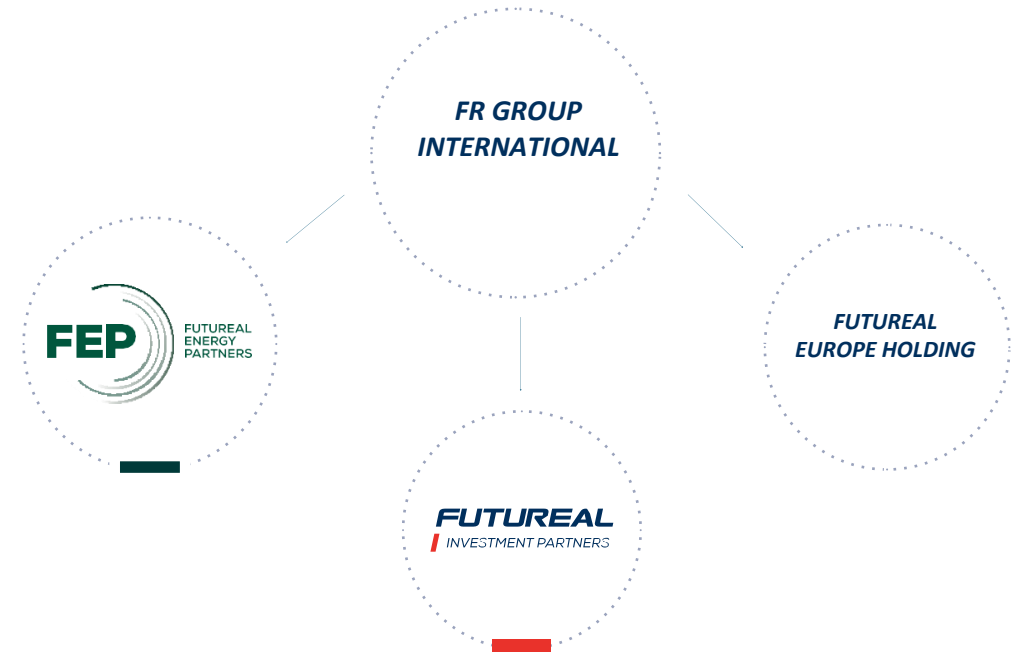 FR GROUP
INTERNATIONAL
FEP
FUTUREAL
ENERGY
PARTNERS
FUTUREAL
EUROPE HOLDING
FUTUREAL
INVESTMENT PARTNERS